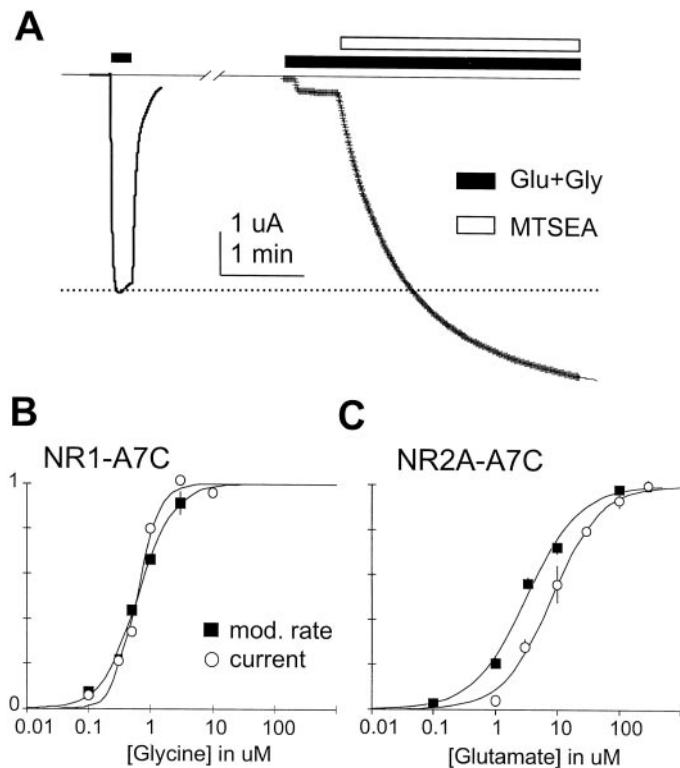 A
Glu+Gly
1 uA
1 min
MTSEA
B
C
NR1-A7C
NR2A-A7C
1
mod. rate
current
0
0.01 0.1 1 10 100
0.01 0.1 1 10 100
[Glycine] in uM
[Glutamate] in uM